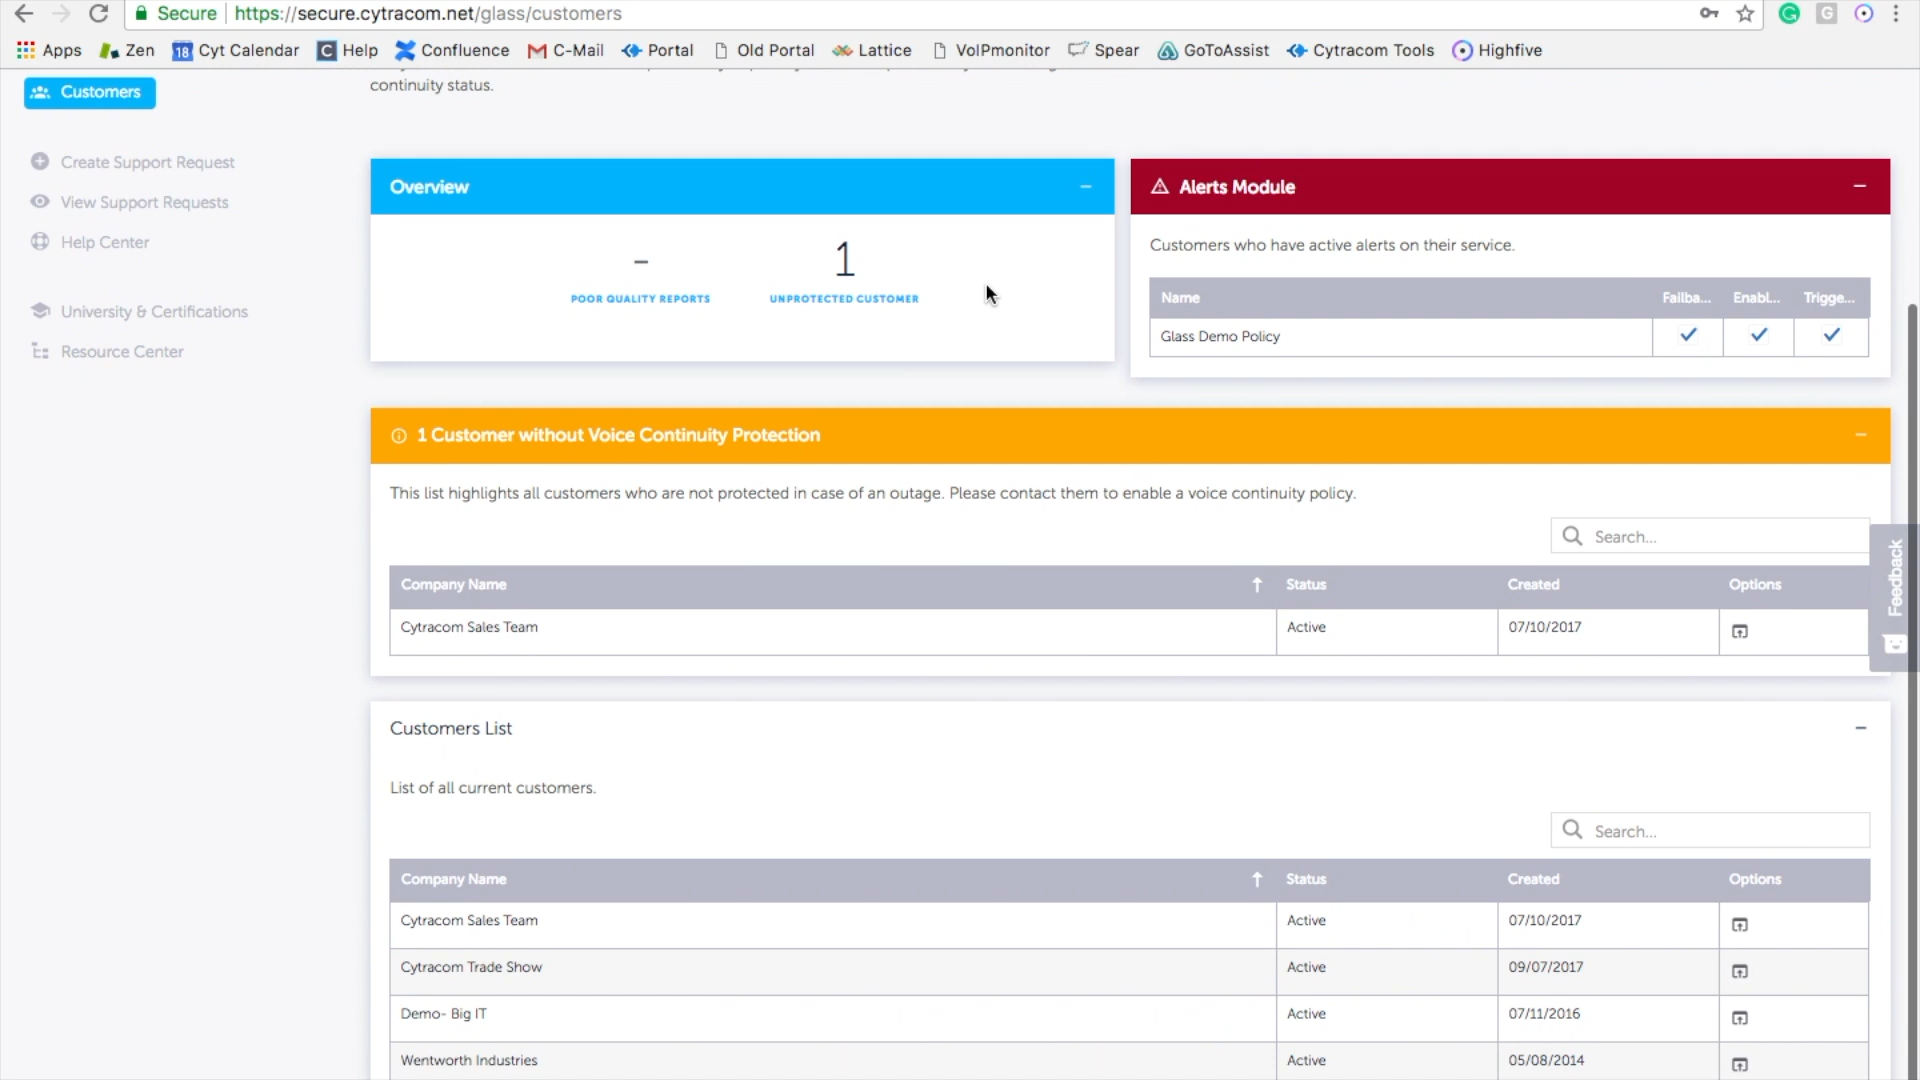 Secure https://secure.cytracom.net/glass/customers
Apps Zen 18 Cyt Calendar C Help Confluence C-Mail Portal Old Portal Lattice VoIPmonitor Spear GoToAssist Cytracom Tools Highfive
Customers
Create Support Request
View Support Requests
Help Center
University & Certifications
Resource Center
continuity status.
Overview
-
1
POOR QUALITY REPORTS
UNPROTECTED CUSTOMER
Alerts Module
Customers who have active alerts on their service.
Name Failba... Enabl... Trigge...
Glass Demo Policy
1 Customer without Voice Continuity Protection
This list highlights all customers who are not protected in case of an outage. Please contact them to enable a voice continuity policy.
Search...
Company Name Status Created Options
Cytracom Sales Team Active 07/10/2017
Feedback
Customers List
List of all current customers.
Search...
Company Name Status Created Options
Cytracom Sales Team Active 07/10/2017
Cytracom Trade Show Active 09/07/2017
Demo- Big IT Active 07/11/2016
Wentworth Industries Active 05/08/2014